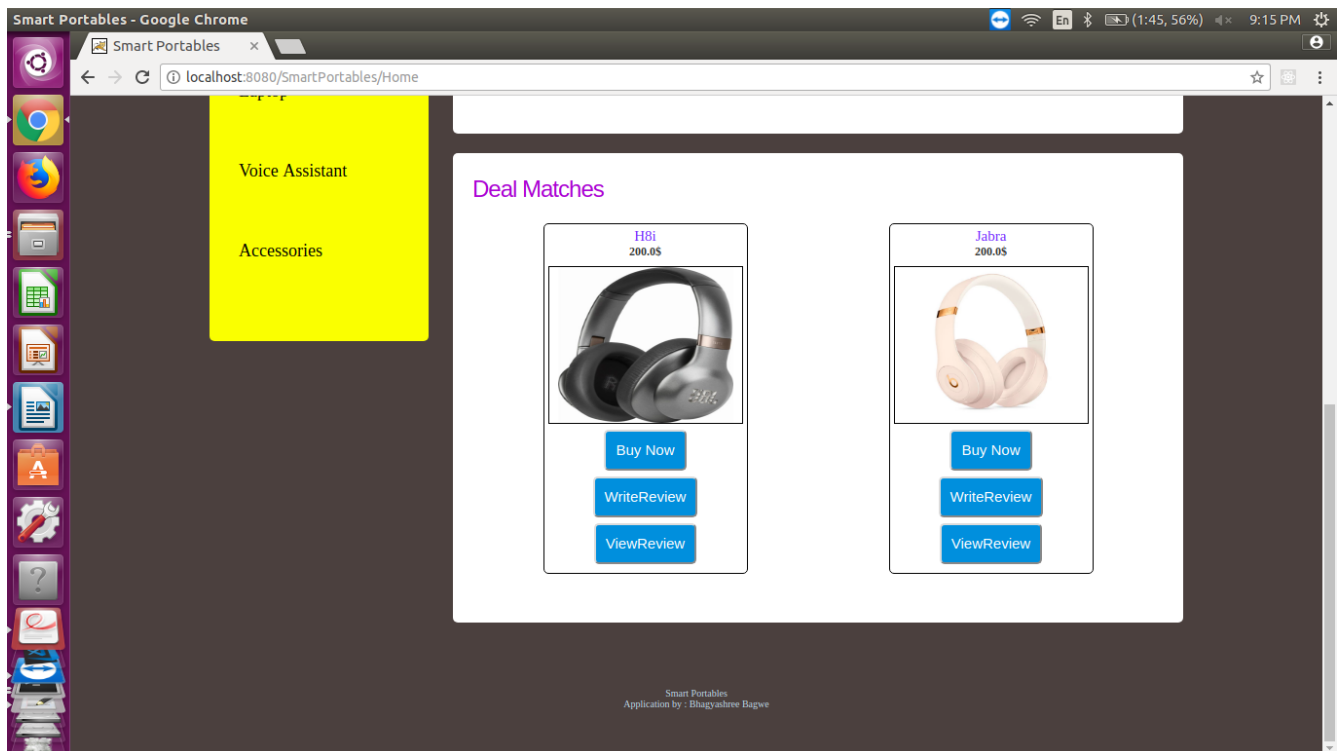 Smart Portables - Google Chrome
En
(1:45, 56%)
9:15 PM
Smart Portables
localhost:8080/SmartPortables/Home
Laptop
Voice Assistant
Accessories
Deal Matches
H8i
200.0$
JBL
Buy Now
WriteReview
ViewReview
Jabra
200.0$
Buy Now
WriteReview
ViewReview
Smart Portables
Application by : Bhagyashree Bagwe